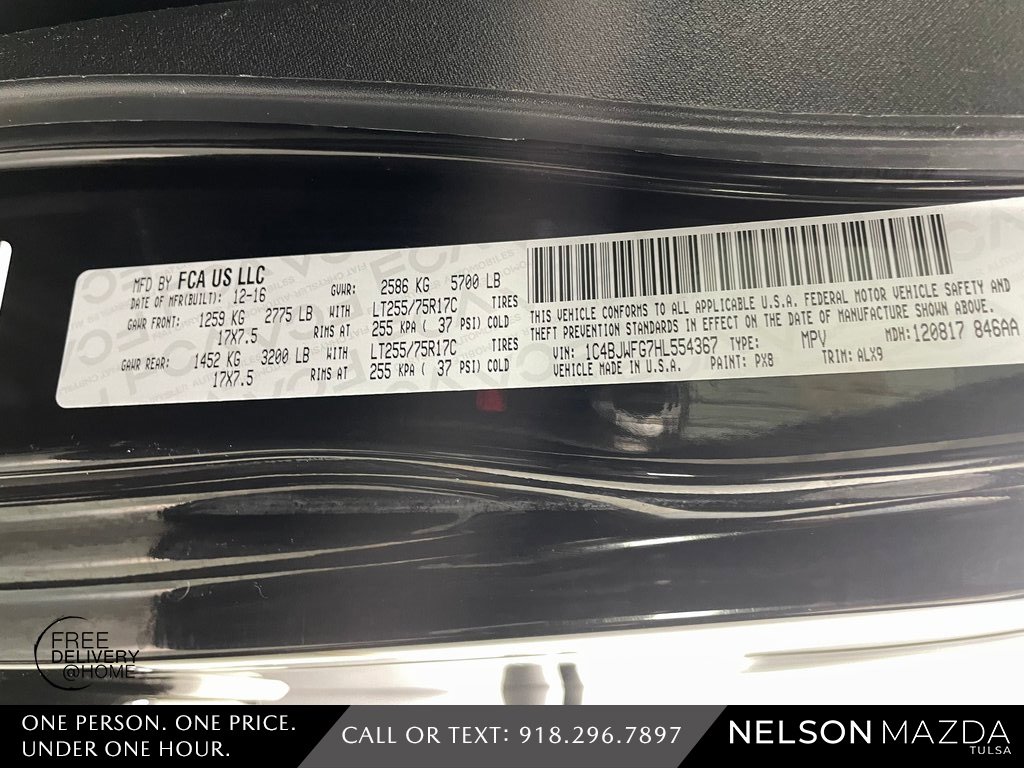 MFD BY FCA US LLC
DATE OF MFR(BUILT): 12-16 GVWR: 2586 KG 5700 LB
GAWR FRONT: 1259 KG 2775 LB WITH LT255/75R17C TIRES
17X7.5 RIMS AT 255 KPA ( 37 PSI) COLD
GAWR REAR: 1452 KG 3200 LB WITH LT255/75R17C TIRES
17X7.5 RIMS AT 255 KPA ( 37 PSI) COLD
THIS VEHICLE CONFORMS TO ALL APPLICABLE U.S.A. FEDERAL MOTOR VEHICLE SAFETY AND
THEFT PREVENTION STANDARDS IN EFFECT ON THE DATE OF MANUFACTURE SHOWN ABOVE.
VIN: 1C4BJWFG7HL554367 TYPE: MPV MDH: 120817 846AA
VEHICLE MADE IN U.S.A. PAINT: PX8 TRIM: ALX9
FREE
DELIVERY
@HOME
ONE PERSON. ONE PRICE.
UNDER ONE HOUR.
CALL OR TEXT: 918.296.7897
NELSON MAZDA
TULSA